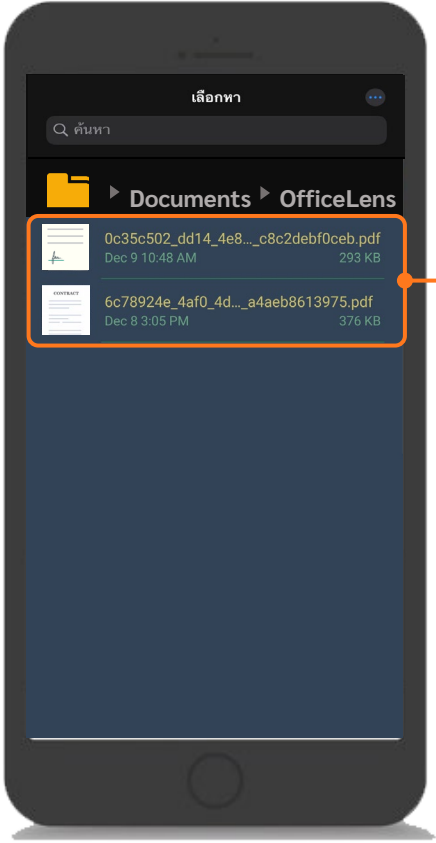 เลือกหา
ค้นหา
Documents OfficeLens
0c35c502_dd14_4e8..._c8c2debf0ceb.pdf
Dec 9 10:48 AM 293 KB
CONTRACT
6c78924e_4af0_4d..._a4aeb8613975.pdf
Dec 8 3:05 PM 376 KB